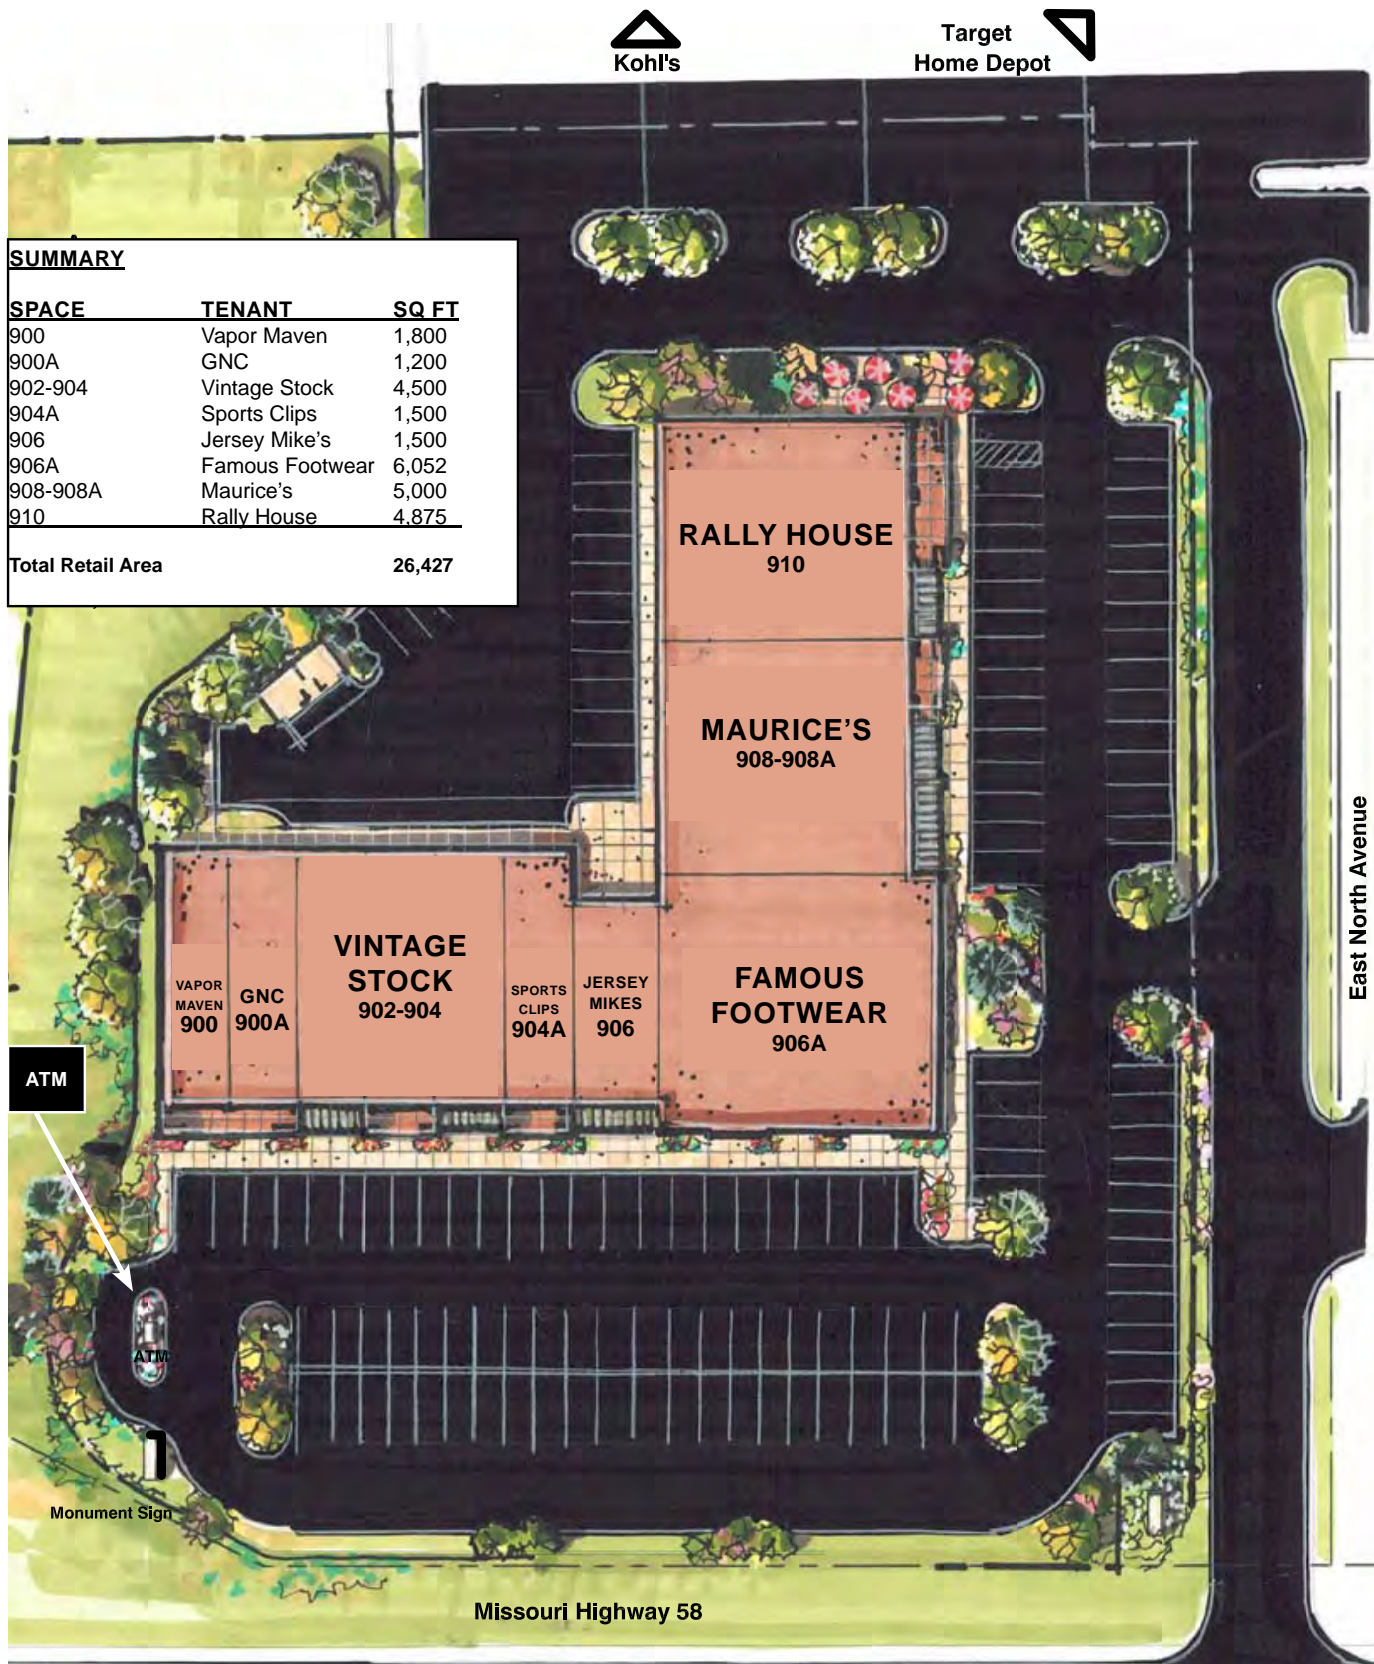 Kohl's
Target
Home Depot
SUMMARY
SPACE TENANT SQ FT
900 Vapor Maven 1,800
900A GNC 1,200
902-904 Vintage Stock 4,500
904A Sports Clips 1,500
906 Jersey Mike's 1,500
906A Famous Footwear 6,052
908-908A Maurice's 5,000
910 Rally House 4,875
Total Retail Area 26,427
RALLY HOUSE
910
MAURICE'S
908-908A
VAPOR
MAVEN
900
GNC
900A
VINTAGE
STOCK
902-904
SPORTS
CLIPS
904A
JERSEY
MIKES
906
FAMOUS
FOOTWEAR
906A
East North Avenue
ATM
ATM
Monument Sign
Missouri Highway 58